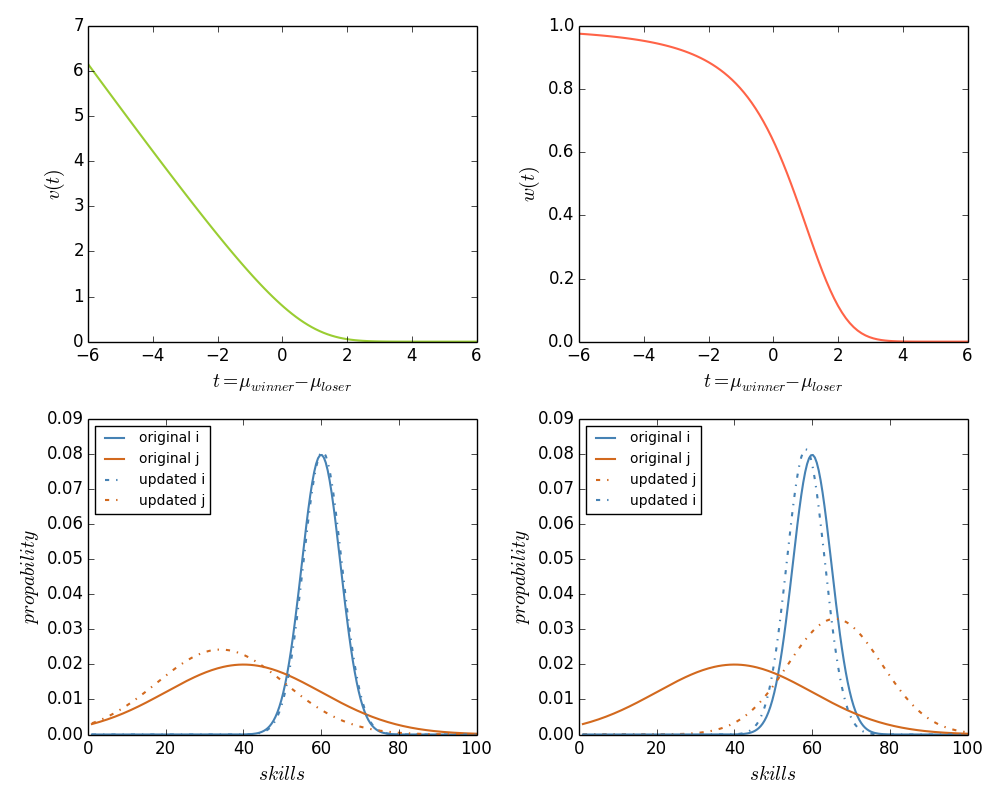 7
6
5
4
3
2
1
0
v(t)
−6 −4 −2 0 2 4 6
t = μwinner − μloser
1.0
0.8
0.6
0.4
0.2
0.0
w(t)
−6 −4 −2 0 2 4 6
t = μwinner − μloser
0.09
0.08
0.07
0.06
0.05
0.04
0.03
0.02
0.01
0.00
propability
original i
original j
updated i
updated j
0 20 40 60 80 100
skills
0.09
0.08
0.07
0.06
0.05
0.04
0.03
0.02
0.01
0.00
propability
original i
original j
updated j
updated i
0 20 40 60 80 100
skills